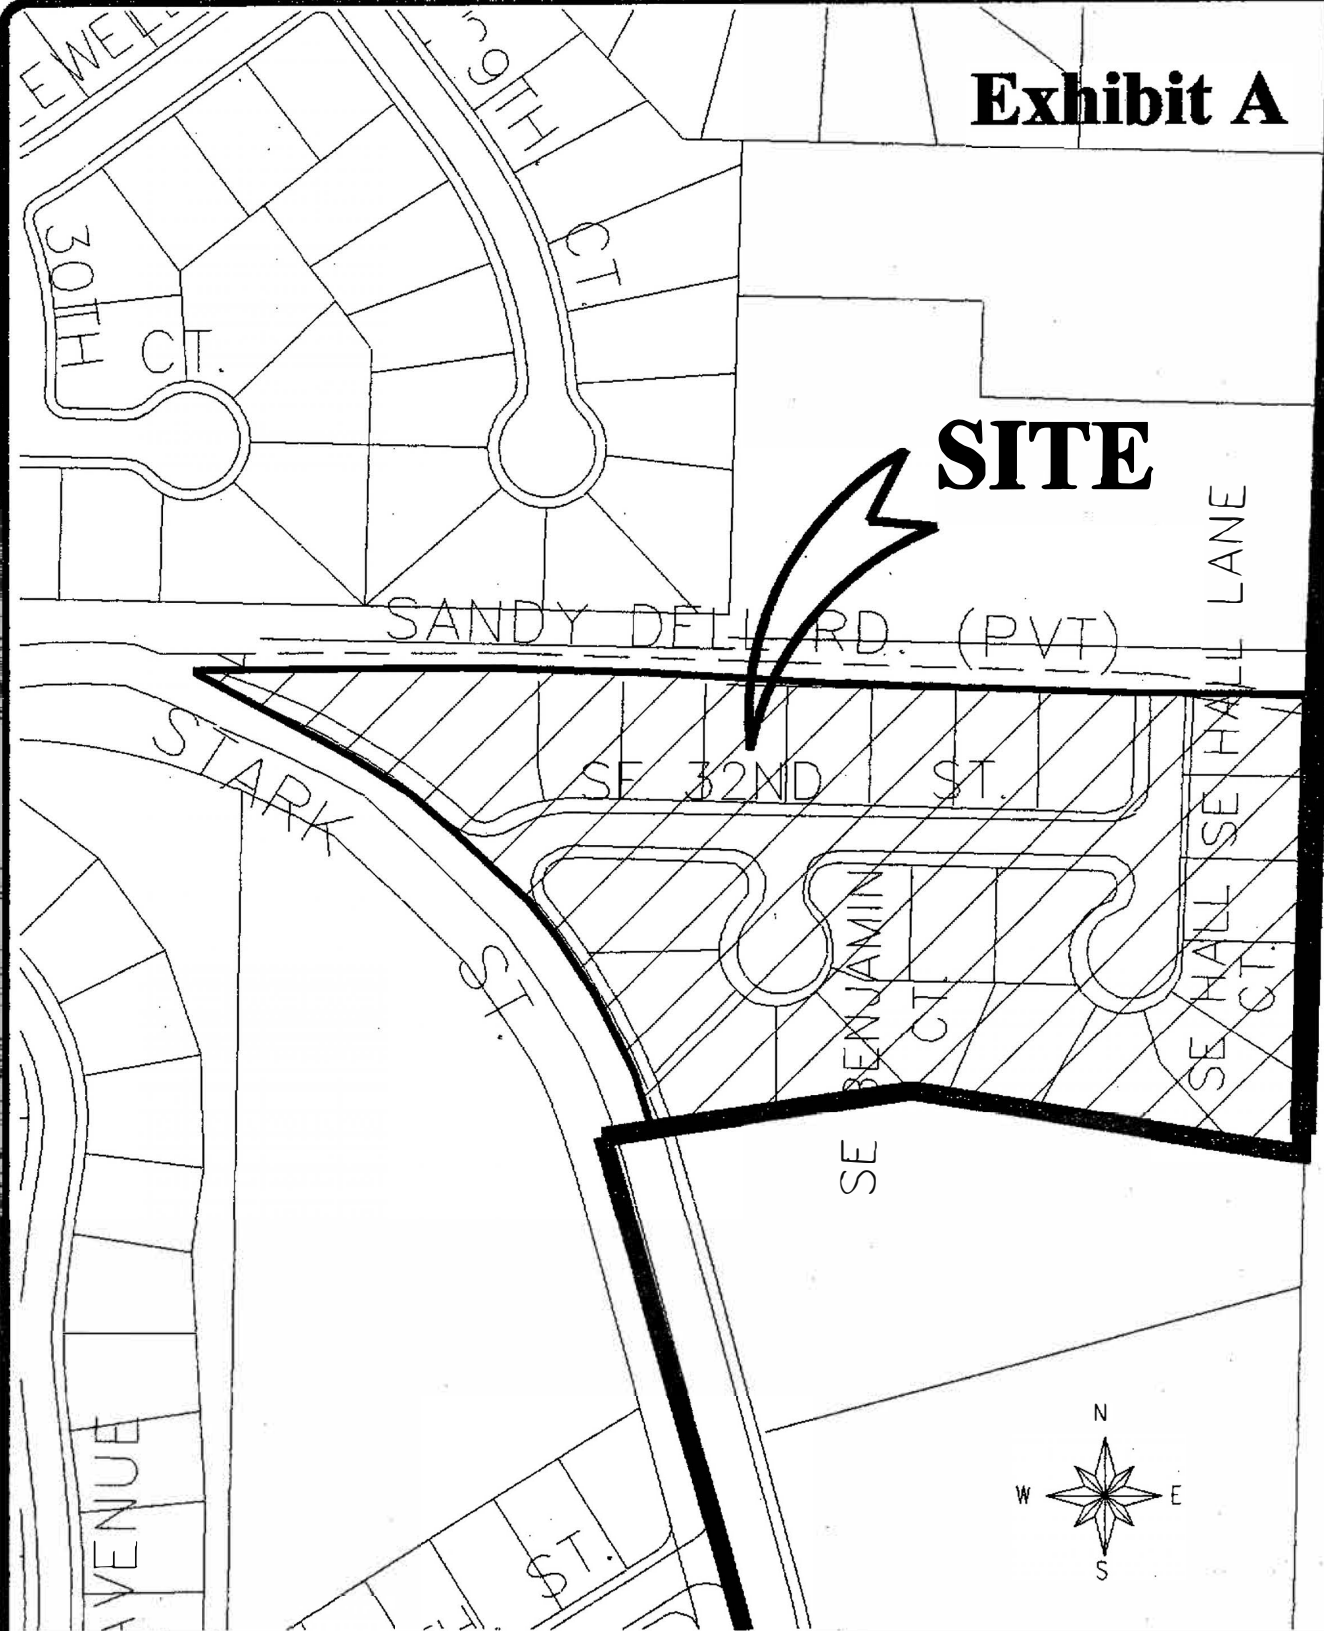 Exhibit A
CT.
30TH
CT.
SITE
SANDY DELL RD. (PVT)
SE HALL LANE
STARK
ST.
SE 32ND ST.
SE BENJAMIN
CT.
SE HALL
CT.
AVENUE
ST.
N
W
E
S